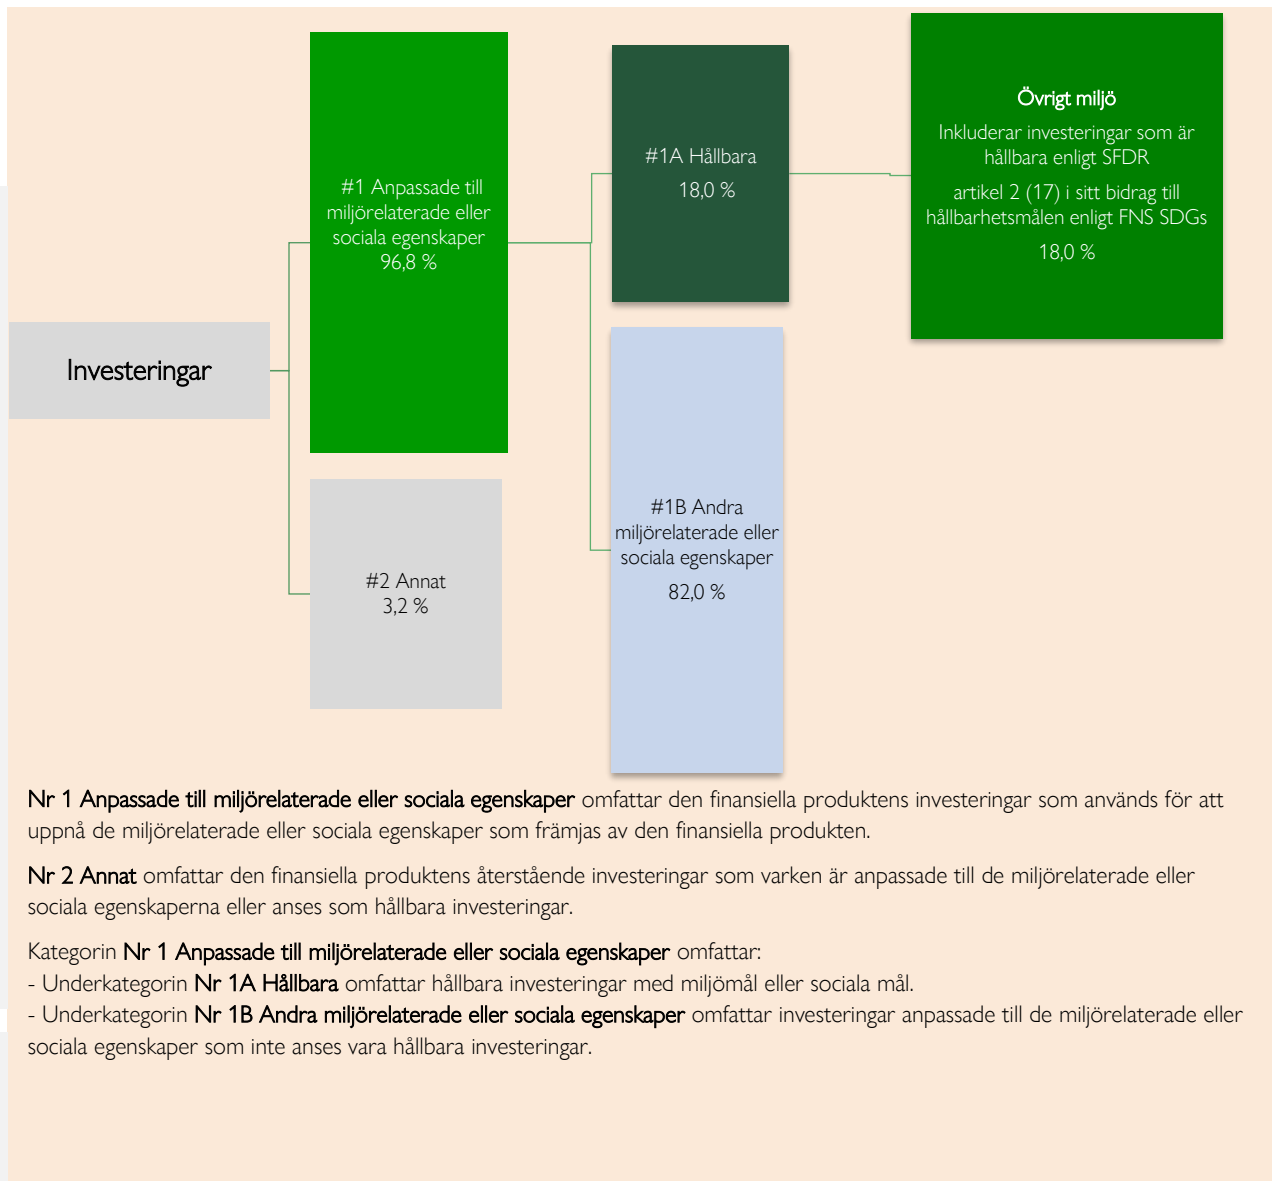 Investeringar
#1 Anpassade till
miljörelaterade eller
sociala egenskaper
96,8 %
#2 Annat
3,2 %
#1A Hållbara
18,0 %
#1B Andra
miljörelaterade eller
sociala egenskaper
82,0 %
Övrigt miljö
Inkluderar investeringar som är
hållbara enligt SFDR
artikel 2 (17) i sitt bidrag till
hållbarhetsmålen enligt FNS SDGs
18,0 %
Nr 1 Anpassade till miljörelaterade eller sociala egenskaper omfattar den finansiella produktens investeringar som används för att
uppnå de miljörelaterade eller sociala egenskaper som främjas av den finansiella produkten.
Nr 2 Annat omfattar den finansiella produktens återstående investeringar som varken är anpassade till de miljörelaterade eller
sociala egenskaperna eller anses som hållbara investeringar.
Kategorin Nr 1 Anpassade till miljörelaterade eller sociala egenskaper omfattar:
- Underkategorin Nr 1A Hållbara omfattar hållbara investeringar med miljömål eller sociala mål.
- Underkategorin Nr 1B Andra miljörelaterade eller sociala egenskaper omfattar investeringar anpassade till de miljörelaterade eller
sociala egenskaper som inte anses vara hållbara investeringar.